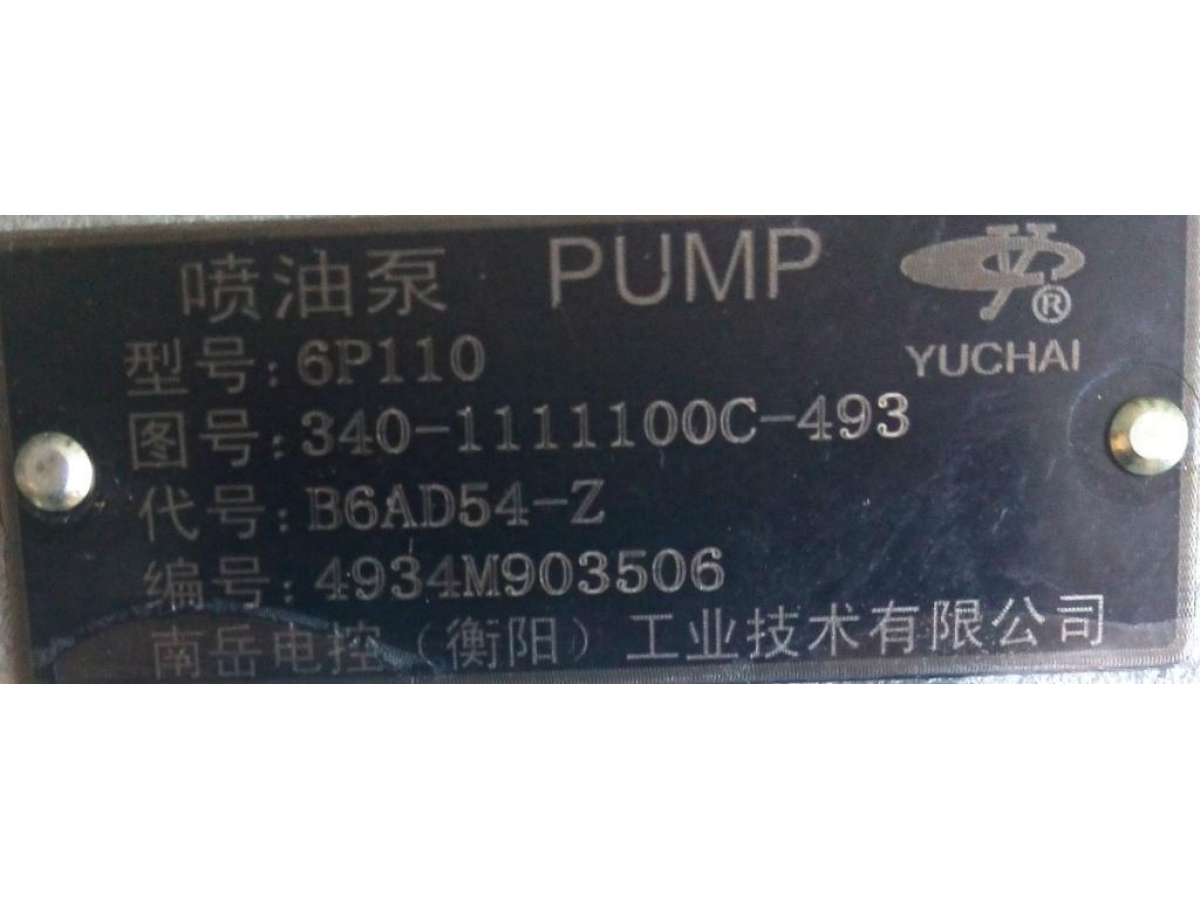 喷油泵 PUMP
YUCHAI
型号: 6P110
图号: 340-1111100C-493
代号: B6AD54-Z
编号: 4934M903506
南岳电控（衡阳）工业技术有限公司